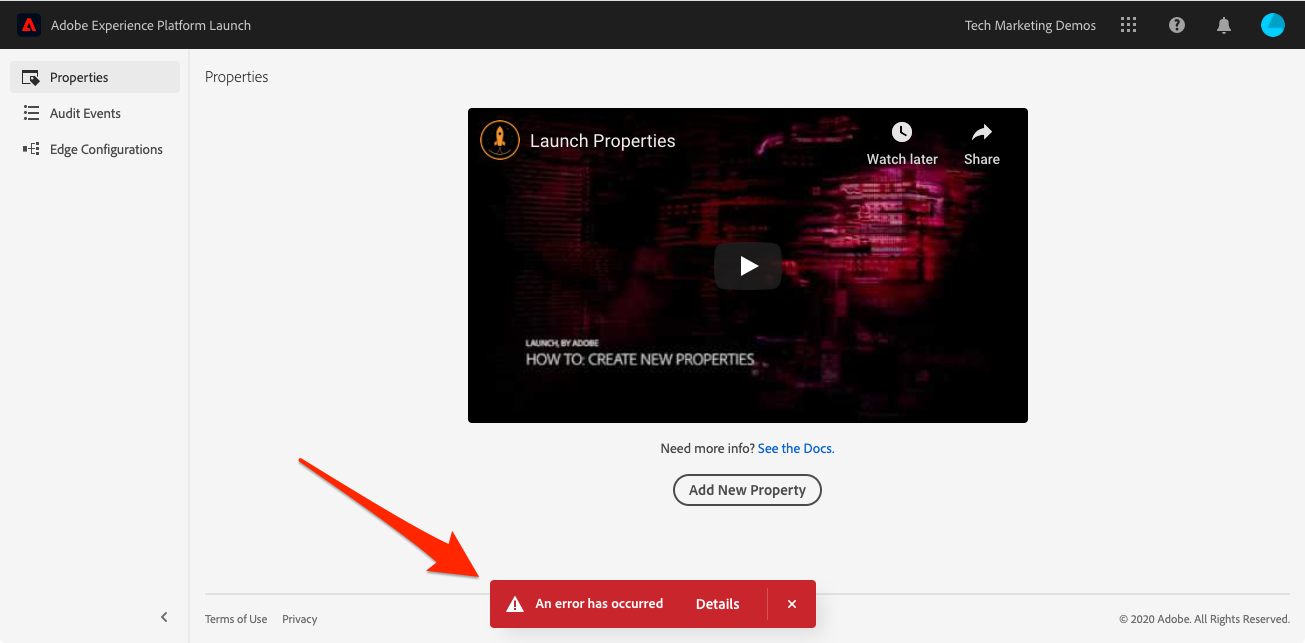 Adobe Experience Platform Launch
Tech Marketing Demos
Properties
Audit Events
Edge Configurations
Properties
Launch Properties
Watch later
Share
LAUNCH, BY ADOBE
HOW TO: CREATE NEW PROPERTIES
Need more info? See the Docs.
Add New Property
An error has occurred
Details
Terms of Use
Privacy
© 2020 Adobe. All Rights Reserved.